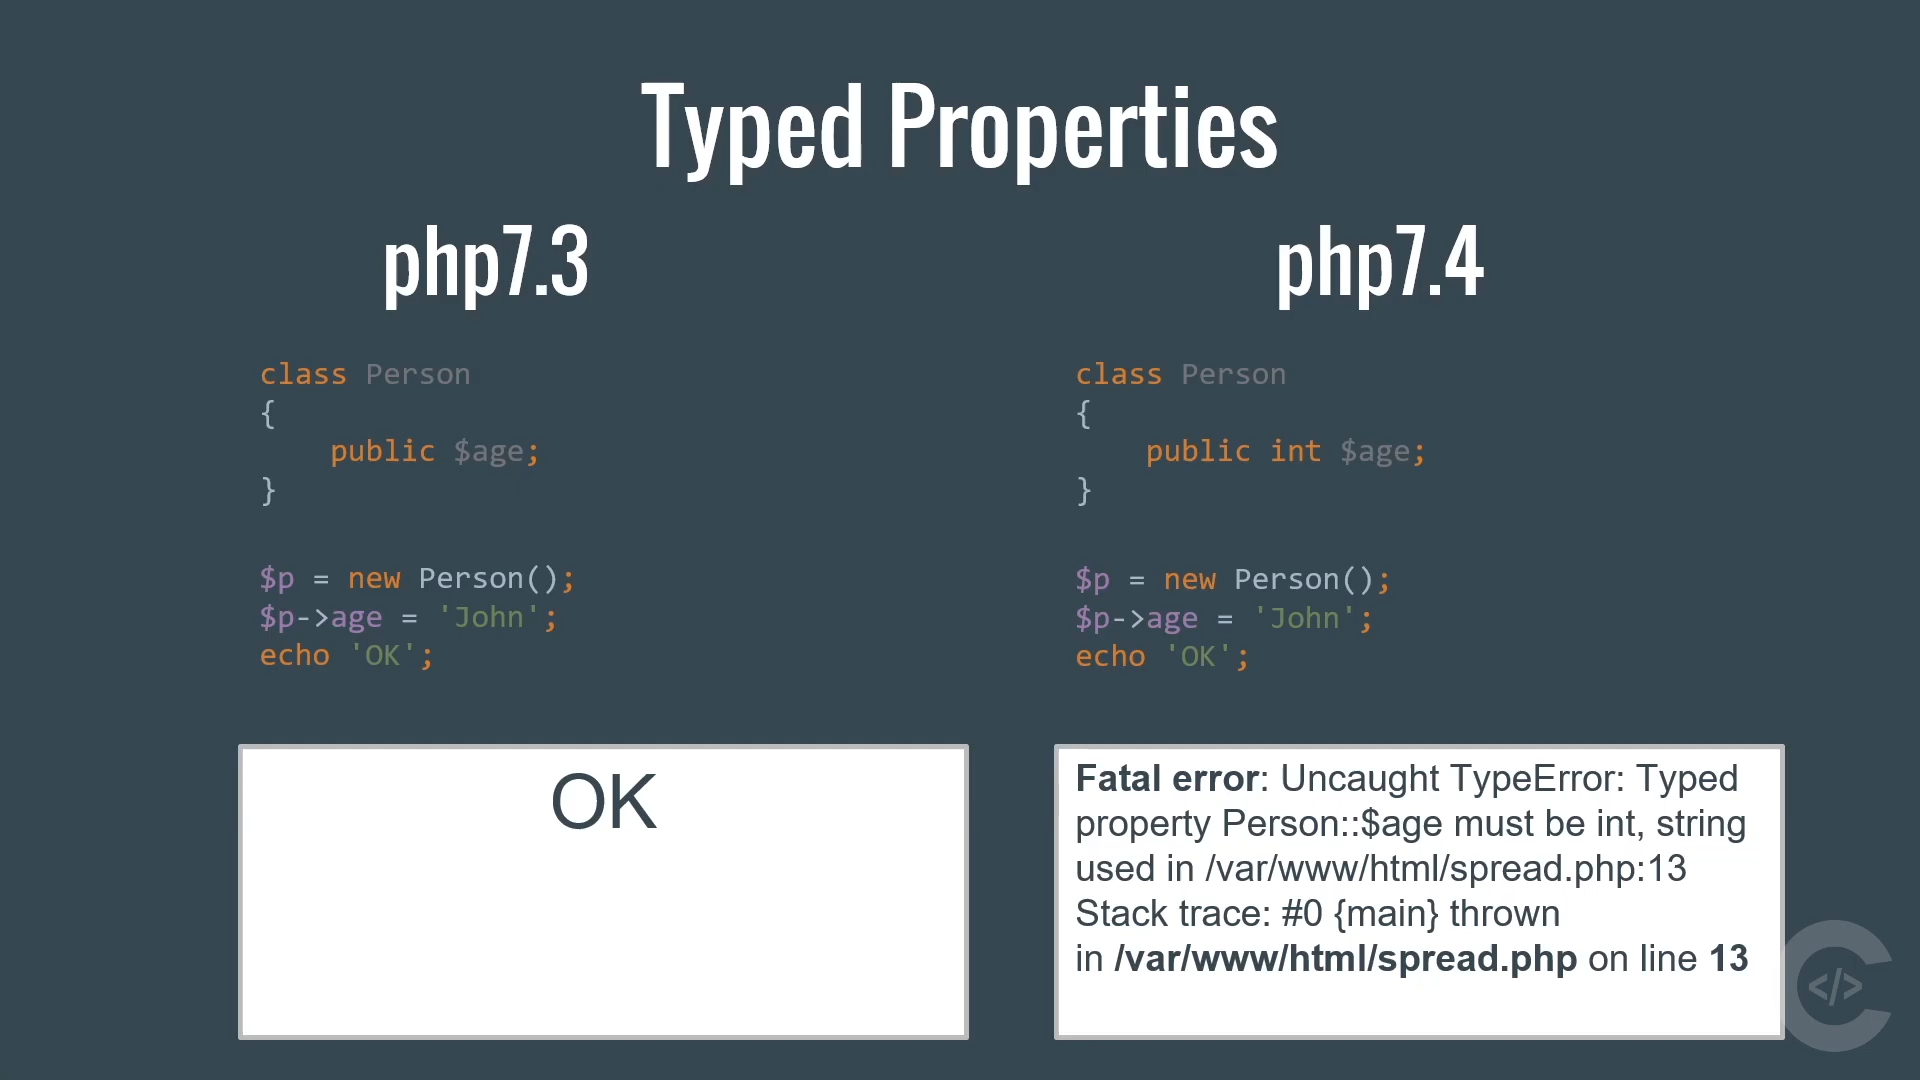 Typed Properties
php7.3
class Person
{
    public $age;
}
$p = new Person();
$p->age = 'John';
echo 'OK';
OK
php7.4
class Person
{
    public int $age;
}
$p = new Person();
$p->age = 'John';
echo 'OK';
Fatal error: Uncaught TypeError: Typed
property Person::$age must be int, string
used in /var/www/html/spread.php:13
Stack trace: #0 {main} thrown
in /var/www/html/spread.php on line 13
</>